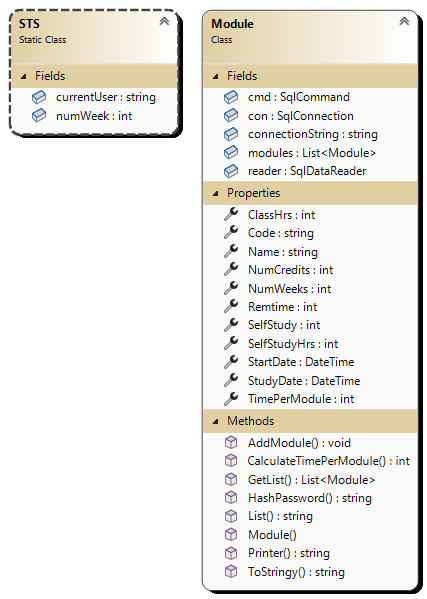 STS
Static Class
Fields
currentUser : string
numWeek : int
Module
Class
Fields
cmd : SqlCommand
con : SqlConnection
connectionString : string
modules : List<Module>
reader : SqlDataReader
Properties
ClassHrs : int
Code : string
Name : string
NumCredits : int
NumWeeks : int
Remtime : int
SelfStudy : int
SelfStudyHrs : int
StartDate : DateTime
StudyDate : DateTime
TimePerModule : int
Methods
AddModule() : void
CalculateTimePerModule() : int
GetList() : List<Module>
HashPassword() : string
List() : string
Module()
Printer() : string
ToStringy() : string